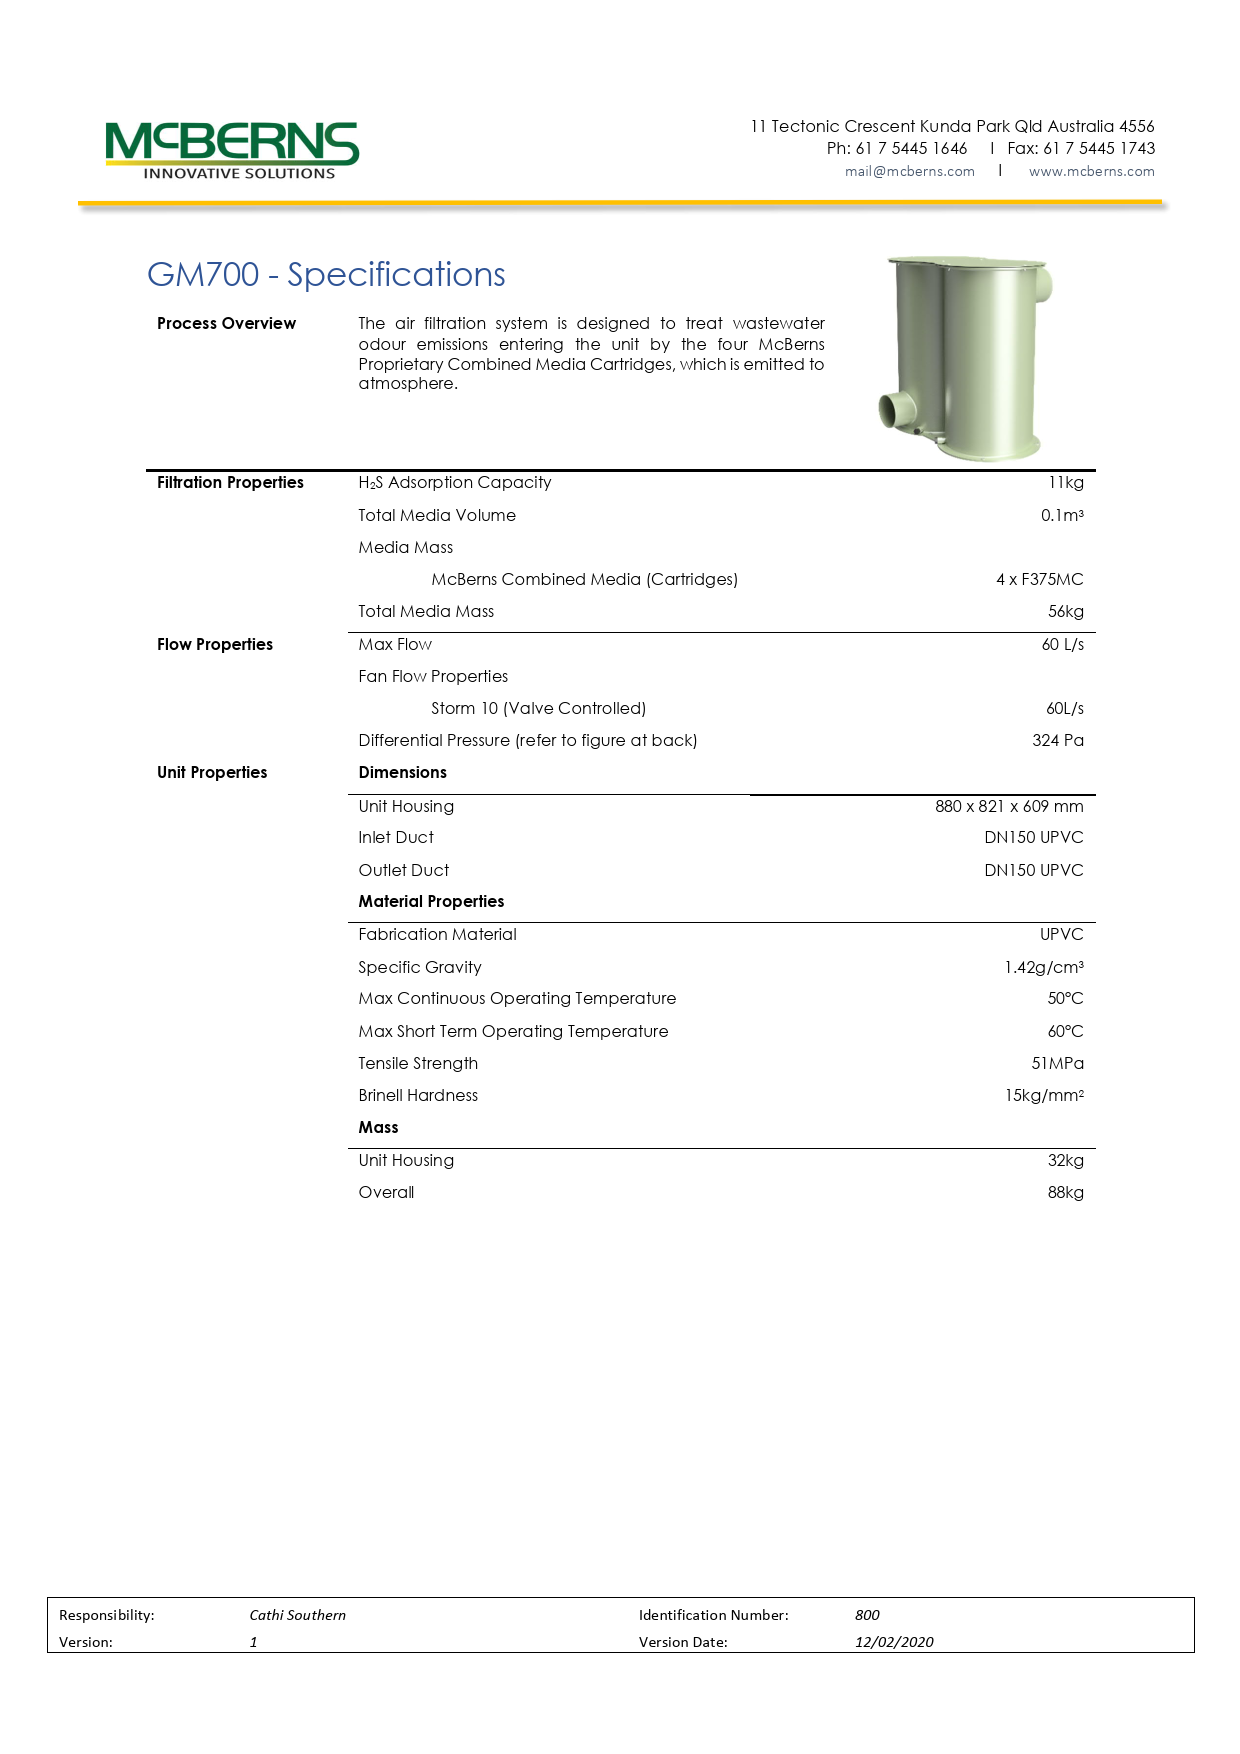 McBERNS
INNOVATIVE SOLUTIONS
11 Tectonic Crescent Kunda Park Qld Australia 4556
Ph: 61 7 5445 1646 l Fax: 61 7 5445 1743
mail@mcberns.com l www.mcberns.com
GM700 - Specifications
Process Overview The air filtration system is designed to treat wastewater
odour emissions entering the unit by the four McBerns
Proprietary Combined Media Cartridges, which is emitted to
atmosphere.
Filtration Properties H₂S Adsorption Capacity 11kg
Total Media Volume 0.1m³
Media Mass
McBerns Combined Media (Cartridges) 4 x F375MC
Total Media Mass 56kg
Flow Properties Max Flow 60 L/s
Fan Flow Properties
Storm 10 (Valve Controlled) 60L/s
Differential Pressure (refer to figure at back) 324 Pa
Unit Properties Dimensions
Unit Housing 880 x 821 x 609 mm
Inlet Duct DN150 UPVC
Outlet Duct DN150 UPVC
Material Properties
Fabrication Material UPVC
Specific Gravity 1.42g/cm³
Max Continuous Operating Temperature 50°C
Max Short Term Operating Temperature 60°C
Tensile Strength 51MPa
Brinell Hardness 15kg/mm²
Mass
Unit Housing 32kg
Overall 88kg
Responsibility: Cathi Southern Identification Number: 800
Version: 1 Version Date: 12/02/2020